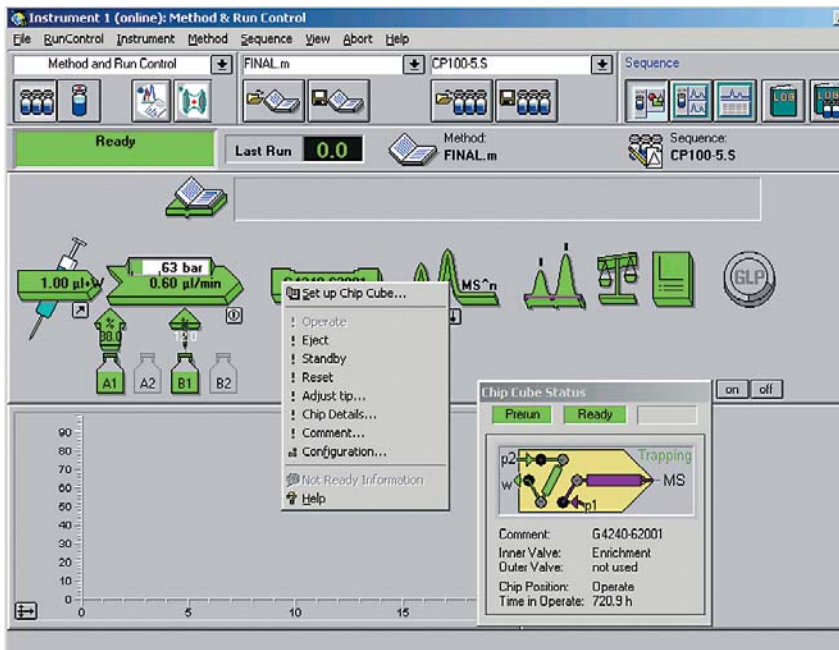 Instrument 1 (online): Method & Run Control
File RunControl Instrument Method Sequence View Abort Help
Method and Run Control FINAL.m CP100-5.S Sequence
LOG LOG
Ready
Last Run 0.0
Method:
FINAL.m
Sequence:
CP100-5.S
1.00 µl
63 bar
0.60 µl/min
MS^n
GLP
%
%
A1 A2 B1 B2
on off
Set up Chip Cube...
! Operate
! Eject
! Standby
! Reset
! Adjust tip...
! Chip Details...
! Comment...
Configuration...
Not Ready Information
Help
Chip Cube Status
Prerun Ready
Trapping
p2
w
MS
p1
Comment: G4240-62001
Inner Valve: Enrichment
Outer Valve: not used
Chip Position: Operate
Time in Operate: 720.9 h
90
80
70
60
50
40
30
20
10
0
0 5 10 15